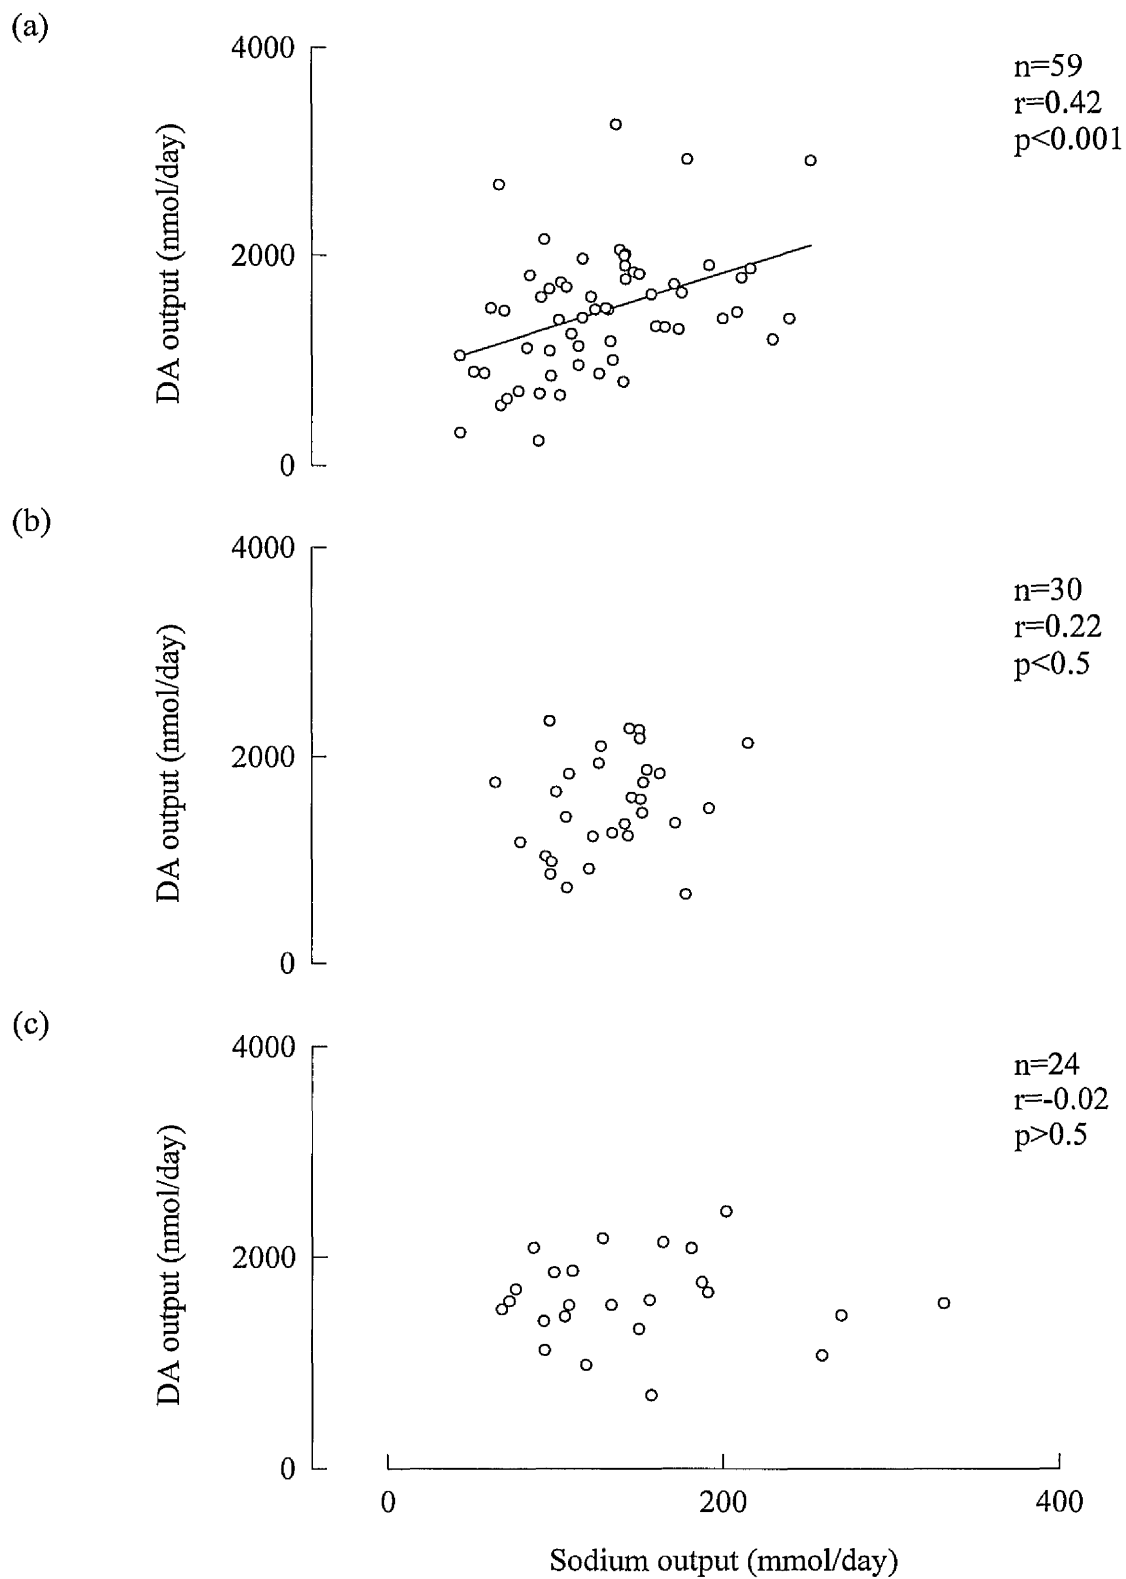 (a)
4000
2000
0
DA output (nmol/day)
n=59
r=0.42
p<0.001
(b)
4000
2000
0
DA output (nmol/day)
n=30
r=0.22
p<0.5
(c)
4000
2000
0
DA output (nmol/day)
n=24
r=-0.02
p>0.5
0
200
400
Sodium output (mmol/day)